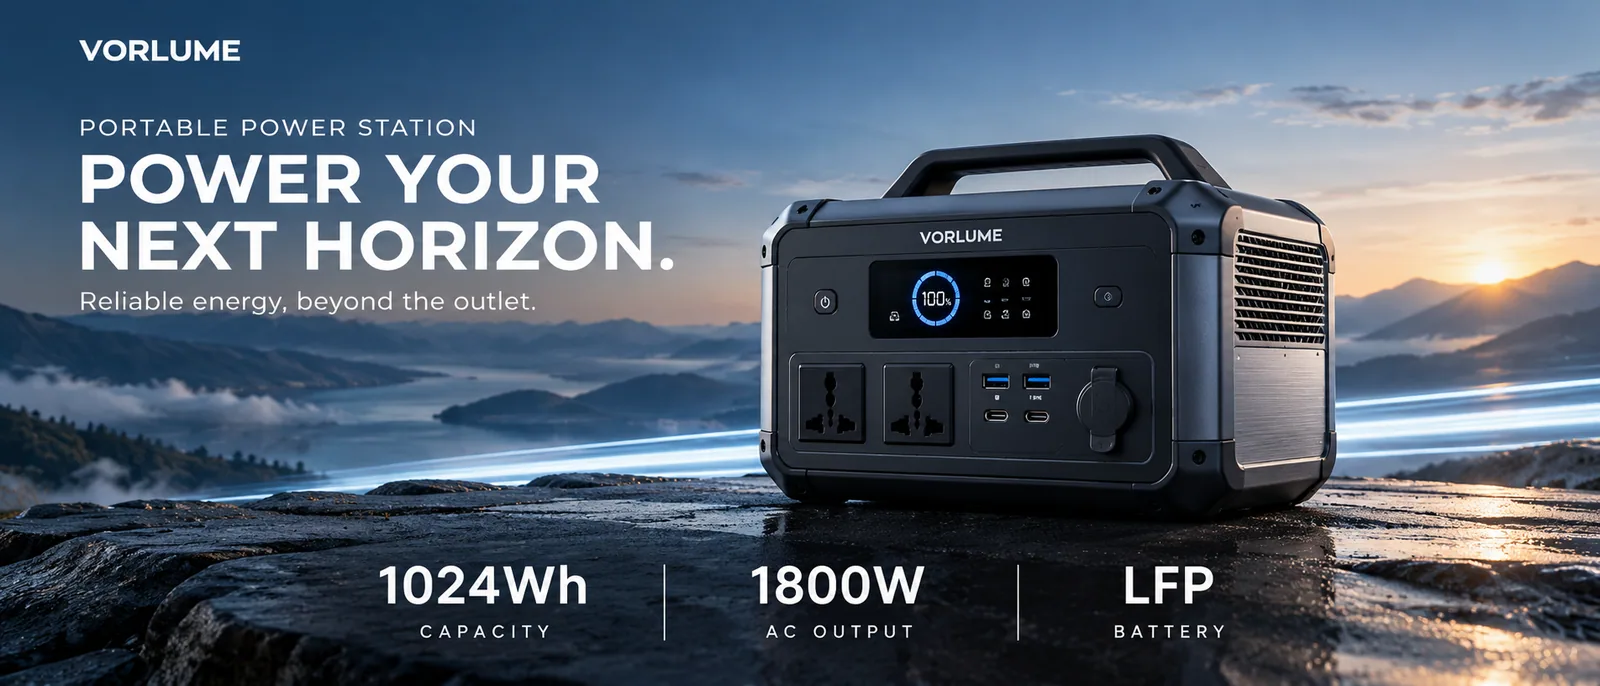 VORLUME
PORTABLE POWER STATION
POWER YOUR
NEXT HORIZON.
Reliable energy, beyond the outlet.
VORLUME
100%
1024Wh
CAPACITY
1800W
AC OUTPUT
LFP
BATTERY